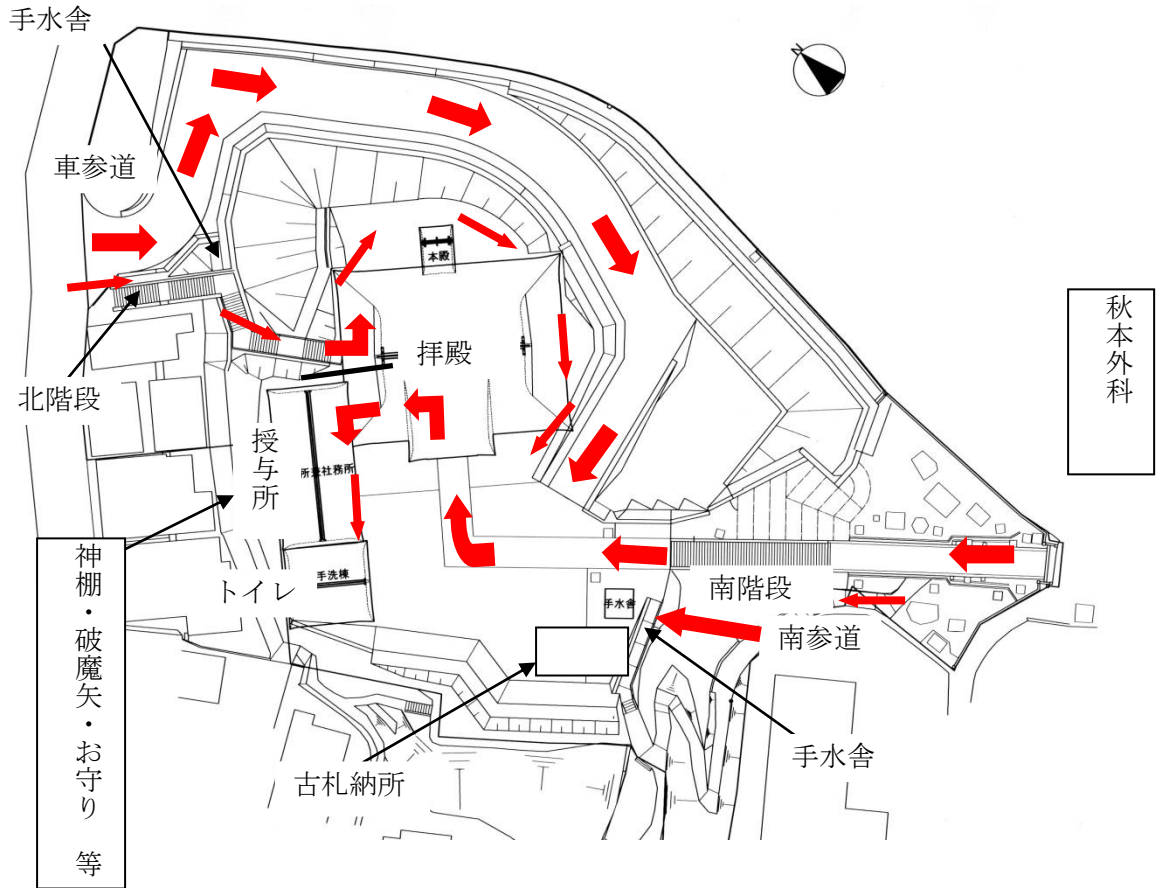 手水舎
N
車参道
本殿
秋本外科
拝殿
北階段
授与所
所務社務所
神棚・破魔矢・お守り 等
トイレ
手洗棟
南階段
手水舎
南参道
手水舎
古札納所